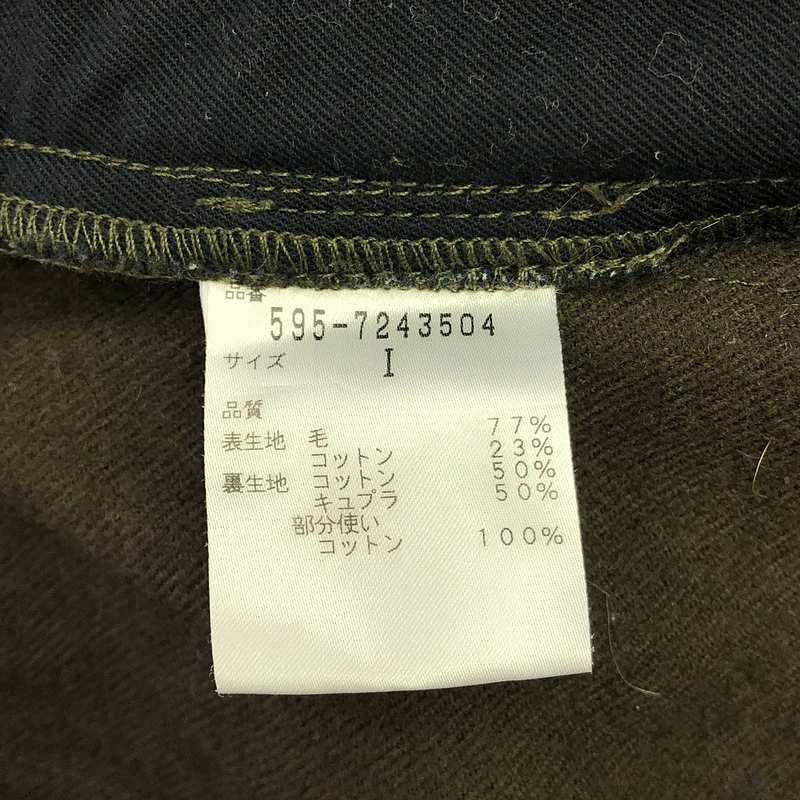 品番
595-7243504
サイズ I
品質
表生地 毛 77%
コットン 23%
裏生地 コットン 50%
キュプラ 50%
部分使い
コットン 100%